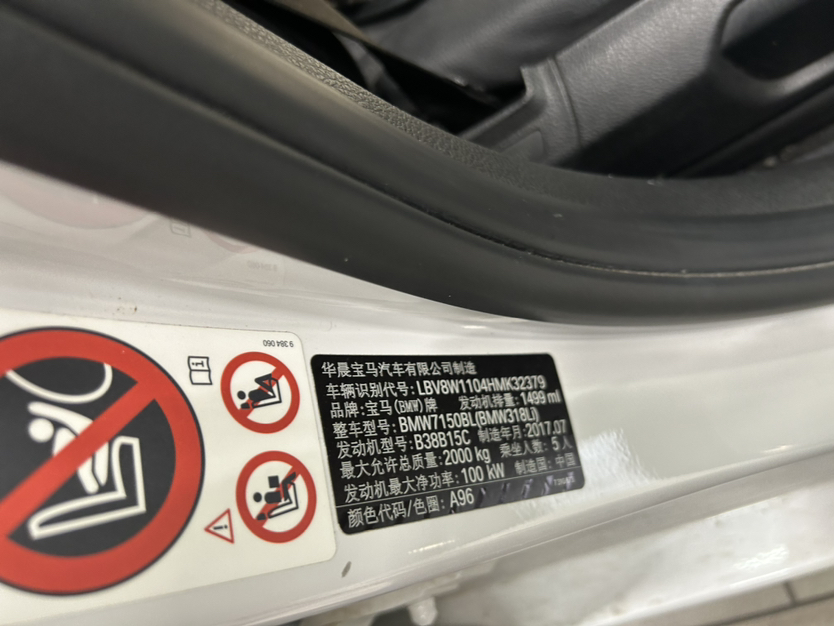 9 384 060
华晨宝马汽车有限公司制造
车辆识别代号: LBV8W1104HMK32379
品牌: 宝马(BMW)牌 发动机排量: 1499 ml
整车型号: BMW7150BL(BMW318LI)
发动机型号: B38B15C 制造年月: 2017.07
最大允许总质量: 2000 kg 乘坐人数: 5 人
发动机最大净功率: 100 kW 制造国: 中国
颜色代码/色圈: A96